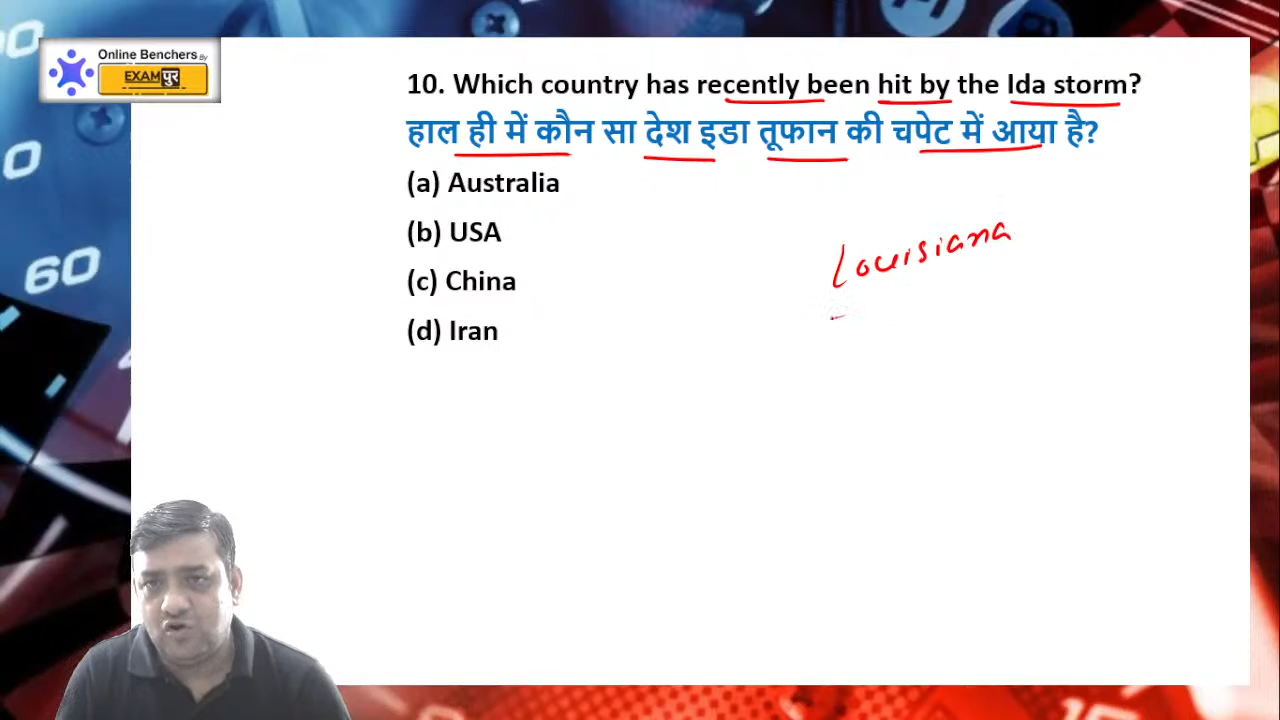 Online Benchers By
EXAMपुर
10. Which country has recently been hit by the Ida storm?
हाल ही में कौन सा देश इडा तूफान की चपेट में आया है?
(a) Australia
(b) USA
Louisiana
(c) China
(d) Iran
60